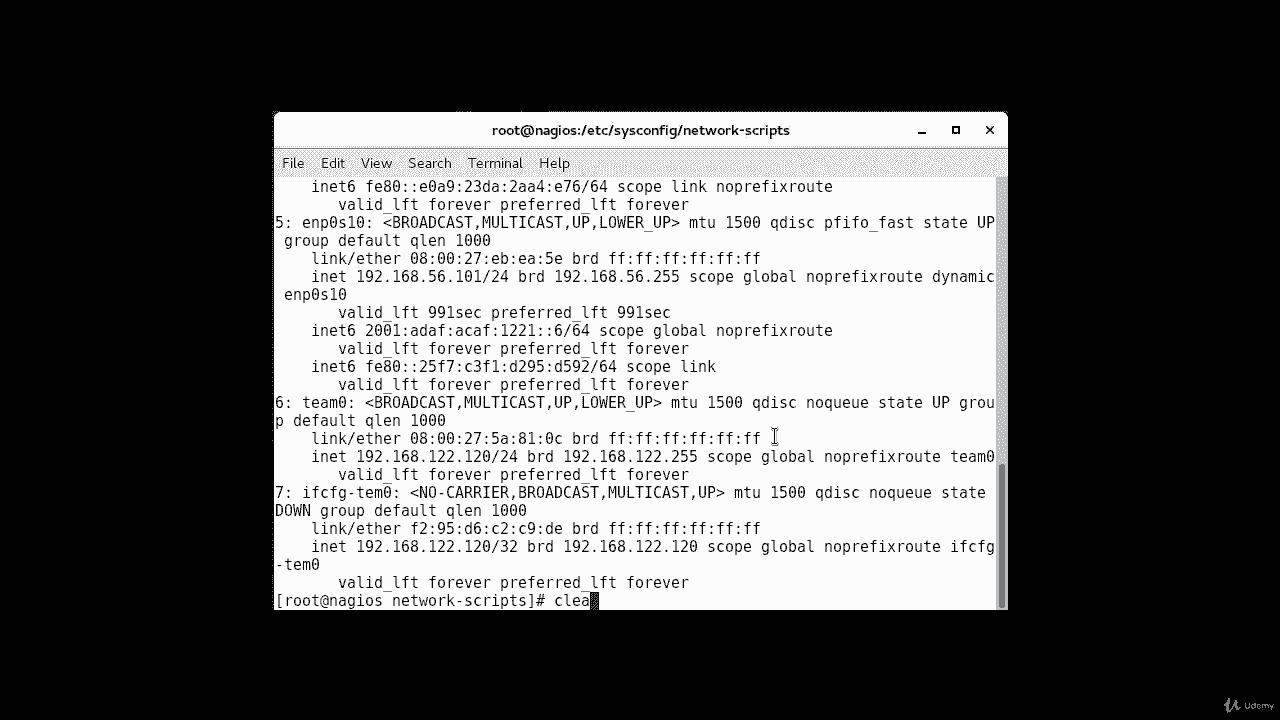 root@nagios:/etc/sysconfig/network-scripts
File Edit View Search Terminal Help
inet6 fe80::e0a9:23da:2aa4:e76/64 scope link noprefixroute
valid_lft forever preferred_lft forever
5: enp0s10: <BROADCAST,MULTICAST,UP,LOWER_UP> mtu 1500 qdisc pfifo_fast state UP
group default qlen 1000
link/ether 08:00:27:eb:ea:5e brd ff:ff:ff:ff:ff:ff
inet 192.168.56.101/24 brd 192.168.56.255 scope global noprefixroute dynamic
enp0s10
valid_lft 991sec preferred_lft 991sec
inet6 2001:adaf:acaf:1221::6/64 scope global noprefixroute
valid_lft forever preferred_lft forever
inet6 fe80::25f7:c3f1:d295:d592/64 scope link
valid_lft forever preferred_lft forever
6: team0: <BROADCAST,MULTICAST,UP,LOWER_UP> mtu 1500 qdisc noqueue state UP grou
p default qlen 1000
link/ether 08:00:27:5a:81:0c brd ff:ff:ff:ff:ff:ff
inet 192.168.122.120/24 brd 192.168.122.255 scope global noprefixroute team0
valid_lft forever preferred_lft forever
7: ifcfg-tem0: <NO-CARRIER,BROADCAST,MULTICAST,UP> mtu 1500 qdisc noqueue state
DOWN group default qlen 1000
link/ether f2:95:d6:c2:c9:de brd ff:ff:ff:ff:ff:ff
inet 192.168.122.120/32 brd 192.168.122.120 scope global noprefixroute ifcfg
-tem0
valid_lft forever preferred_lft forever
[root@nagios network-scripts]# clea
Udemy